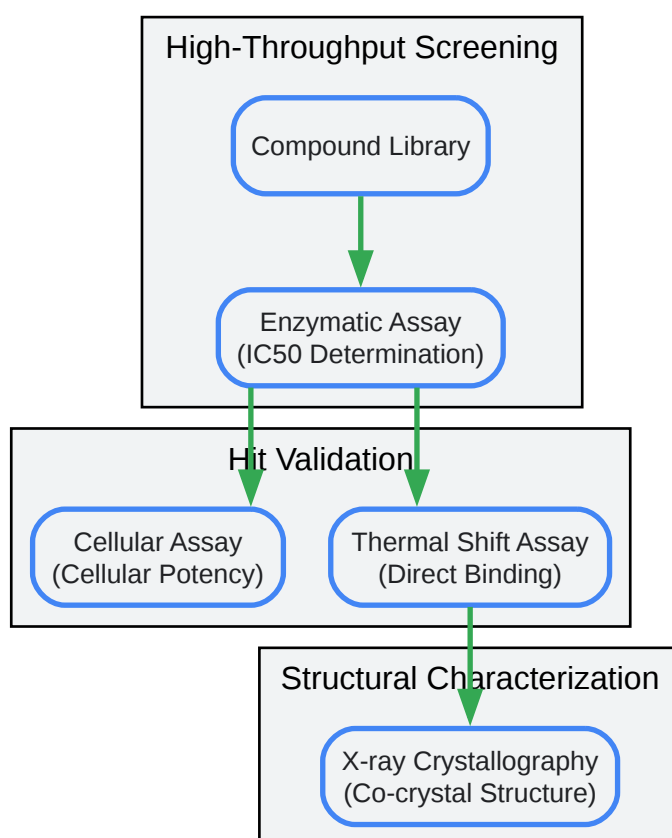 High-Throughput Screening
Compound Library
Enzymatic Assay
(IC50 Determination)
Hit Validation
Cellular Assay
(Cellular Potency)
Thermal Shift Assay
(Direct Binding)
Structural Characterization
X-ray Crystallography
(Co-crystal Structure)